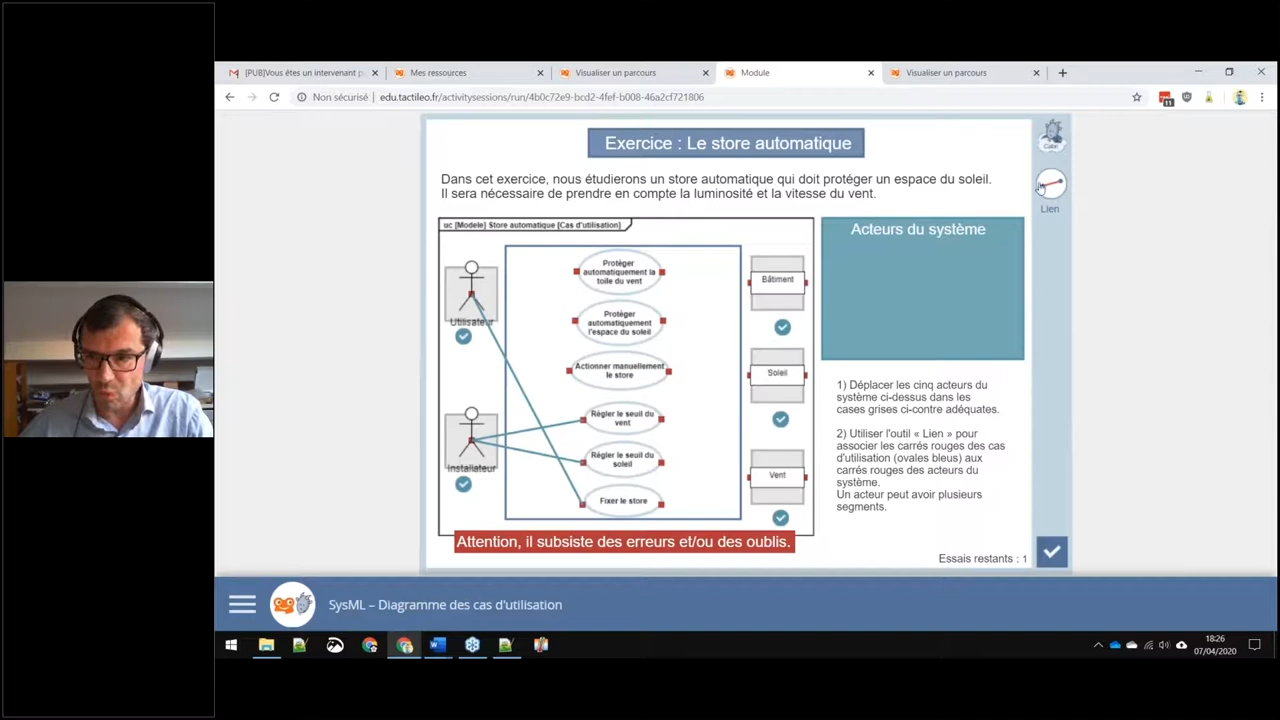 [PUB]Vous êtes un intervenant p
Mes ressources
Visualiser un parcours
Module
Visualiser un parcours
Non sécurisé
edu.tactileo.fr/activitysessions/run/4b0c72e9-bcd2-4fef-b008-46a2cf721806
11
Exercice : Le store automatique
Dans cet exercice, nous étudierons un store automatique qui doit protéger un espace du soleil.
Il sera nécessaire de prendre en compte la luminosité et la vitesse du vent.
Lien
uc [Modele] Store automatique [Cas d'utilisation]
Utilisateur
Installateur
Protéger
automatiquement la
toile du vent
Protéger
automatiquement
l'espace du soleil
Actionner manuellement
le store
Régler le seuil du
vent
Règler le seuil du
soleil
Fixer le store
Bâtiment
Soleil
Vent
Acteurs du système
1) Déplacer les cinq acteurs du
système ci-dessus dans les
cases grises ci-contre adéquates.
2) Utiliser l'outil « Lien » pour
associer les carrés rouges des cas
d'utilisation (ovales bleus) aux
carrés rouges des acteurs du
système.
Un acteur peut avoir plusieurs
segments.
Attention, il subsiste des erreurs et/ou des oublis.
Essais restants : 1
SysML – Diagramme des cas d'utilisation
18:26
07/04/2020